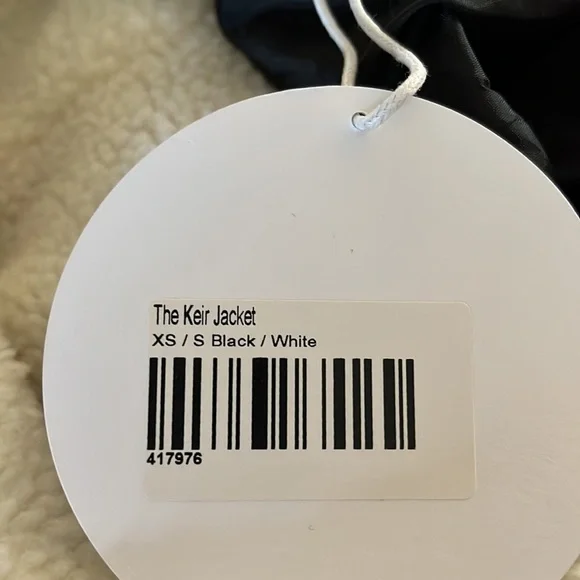 The Keir Jacket
XS / S Black / White
417976